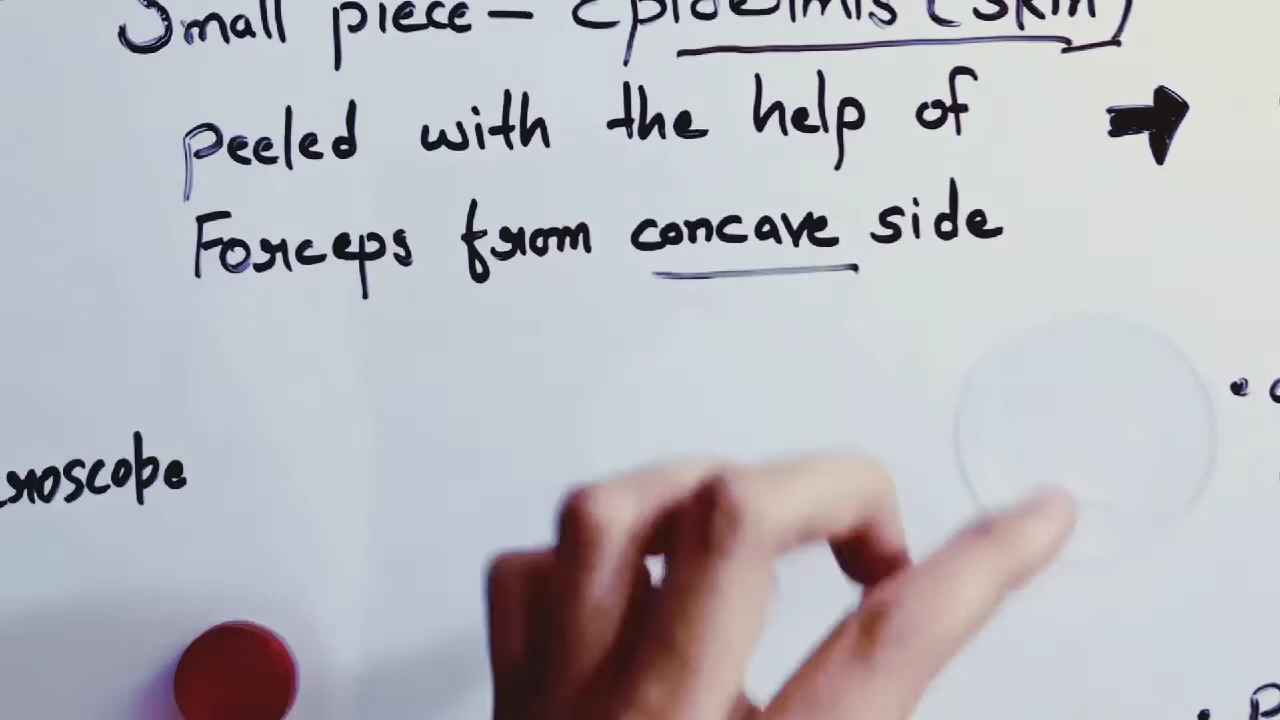 Small piece - Epidermis (skin)
peeled with the help of
Forceps from concave side
roscope